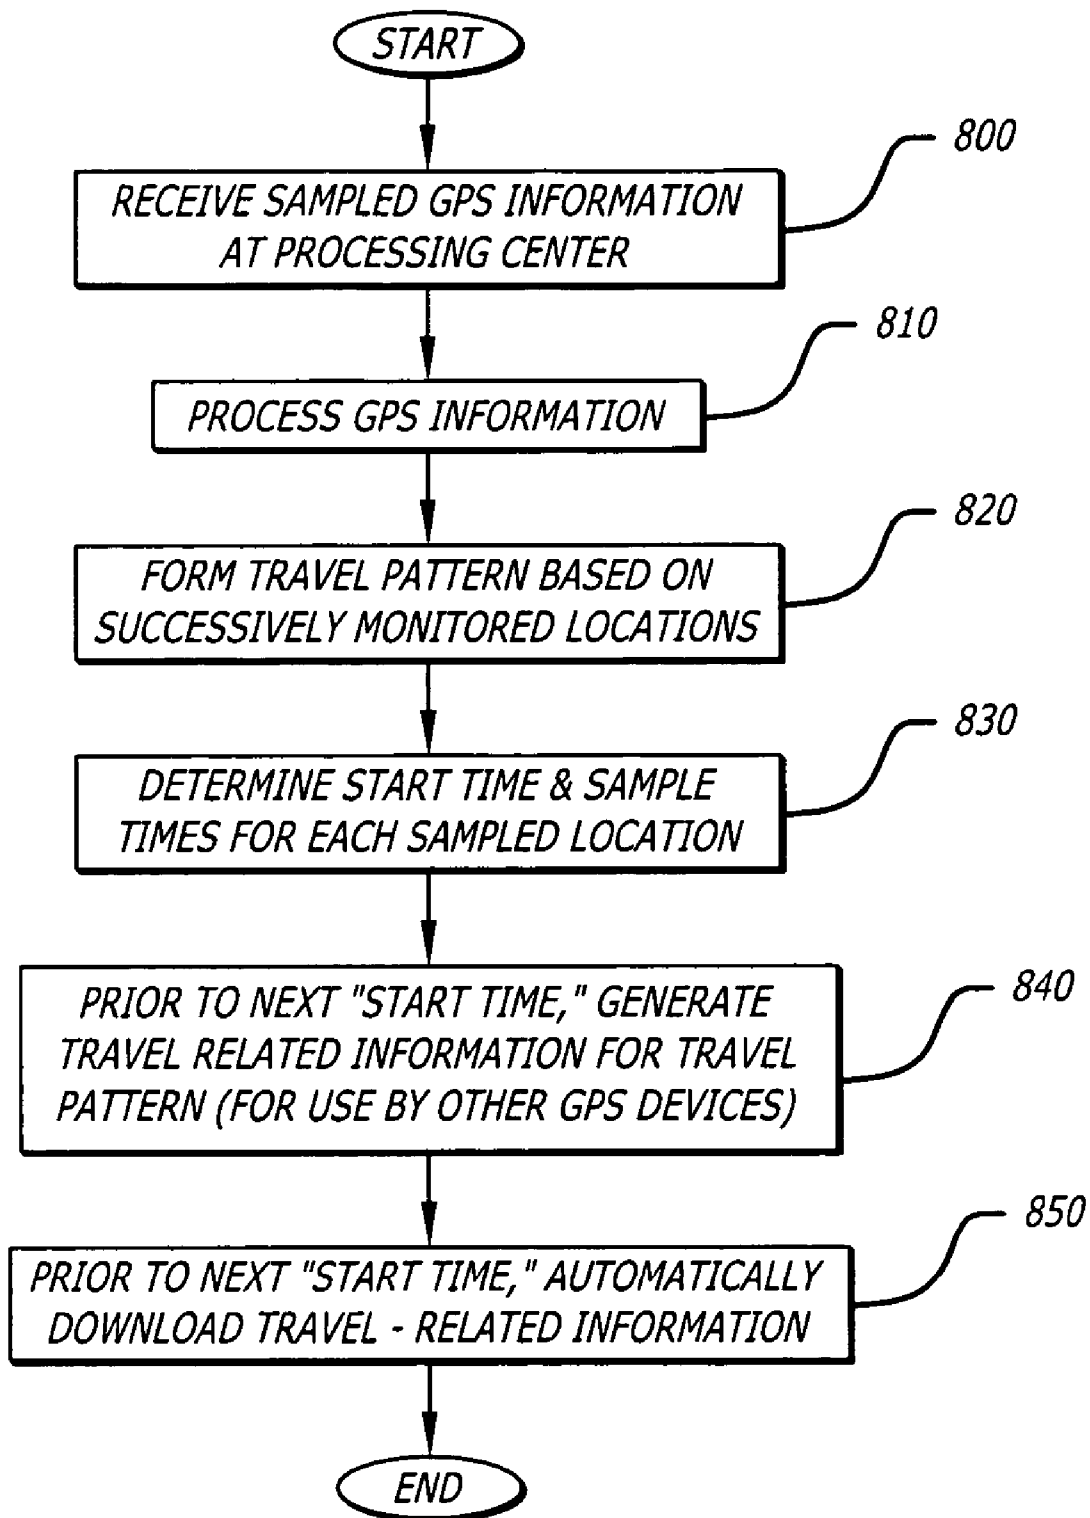 START
800
RECEIVE SAMPLED GPS INFORMATION
AT PROCESSING CENTER
810
PROCESS GPS INFORMATION
820
FORM TRAVEL PATTERN BASED ON
SUCCESSIVELY MONITORED LOCATIONS
830
DETERMINE START TIME & SAMPLE
TIMES FOR EACH SAMPLED LOCATION
840
PRIOR TO NEXT "START TIME," GENERATE
TRAVEL RELATED INFORMATION FOR TRAVEL
PATTERN (FOR USE BY OTHER GPS DEVICES)
850
PRIOR TO NEXT "START TIME," AUTOMATICALLY
DOWNLOAD TRAVEL - RELATED INFORMATION
END